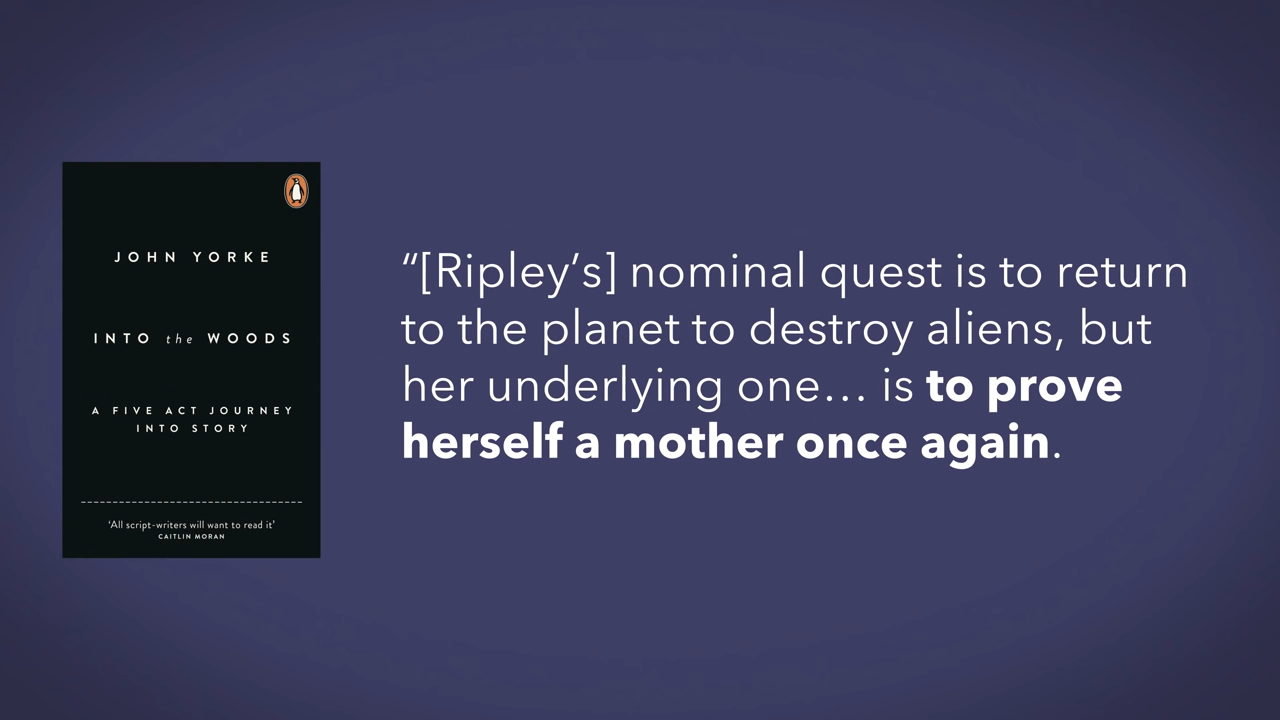 JOHN YORKE
INTO the WOODS
A FIVE ACT JOURNEY
INTO STORY
‘All script-writers will want to read it’
CAITLIN MORAN
“[Ripley’s] nominal quest is to return
to the planet to destroy aliens, but
her underlying one… is to prove
herself a mother once again.